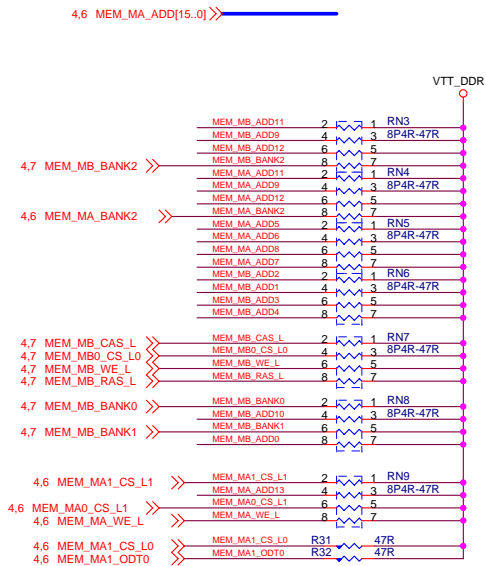 4,6 MEM_MA_ADD[15..0]
VTT_DDR
MEM_MB_ADD11 2 1 RN3
MEM_MB_ADD9 4 3 8P4R-47R
MEM_MB_ADD12 6 5
4,7 MEM_MB_BANK2 MEM_MB_BANK2 8 7
MEM_MA_ADD11 2 1 RN4
MEM_MA_ADD9 4 3 8P4R-47R
MEM_MA_ADD12 6 5
4,6 MEM_MA_BANK2 MEM_MA_BANK2 8 7
MEM_MA_ADD5 2 1 RN5
MEM_MA_ADD6 4 3 8P4R-47R
MEM_MA_ADD8 6 5
MEM_MA_ADD7 8 7
MEM_MB_ADD2 2 1 RN6
MEM_MB_ADD1 4 3 8P4R-47R
MEM_MB_ADD3 6 5
MEM_MB_ADD4 8 7
4,7 MEM_MB_CAS_L MEM_MB_CAS_L 2 1 RN7
4,7 MEM_MB0_CS_L0 MEM_MB0_CS_L0 4 3 8P4R-47R
4,7 MEM_MB_WE_L MEM_MB_WE_L 6 5
4,7 MEM_MB_RAS_L MEM_MB_RAS_L 8 7
4,7 MEM_MB_BANK0 MEM_MB_BANK0 2 1 RN8
MEM_MB_ADD10 4 3 8P4R-47R
4,7 MEM_MB_BANK1 MEM_MB_BANK1 6 5
MEM_MB_ADD0 8 7
4,6 MEM_MA1_CS_L1 MEM_MA1_CS_L1 2 1 RN9
MEM_MA_ADD13 4 3 8P4R-47R
4,6 MEM_MA0_CS_L1 MEM_MA0_CS_L1 6 5
4,6 MEM_MA_WE_L MEM_MA_WE_L 8 7
4,6 MEM_MA1_CS_L0 MEM_MA1_CS_L0 R31 47R
4,6 MEM_MA1_ODT0 MEM_MA1_ODT0 R32 47R